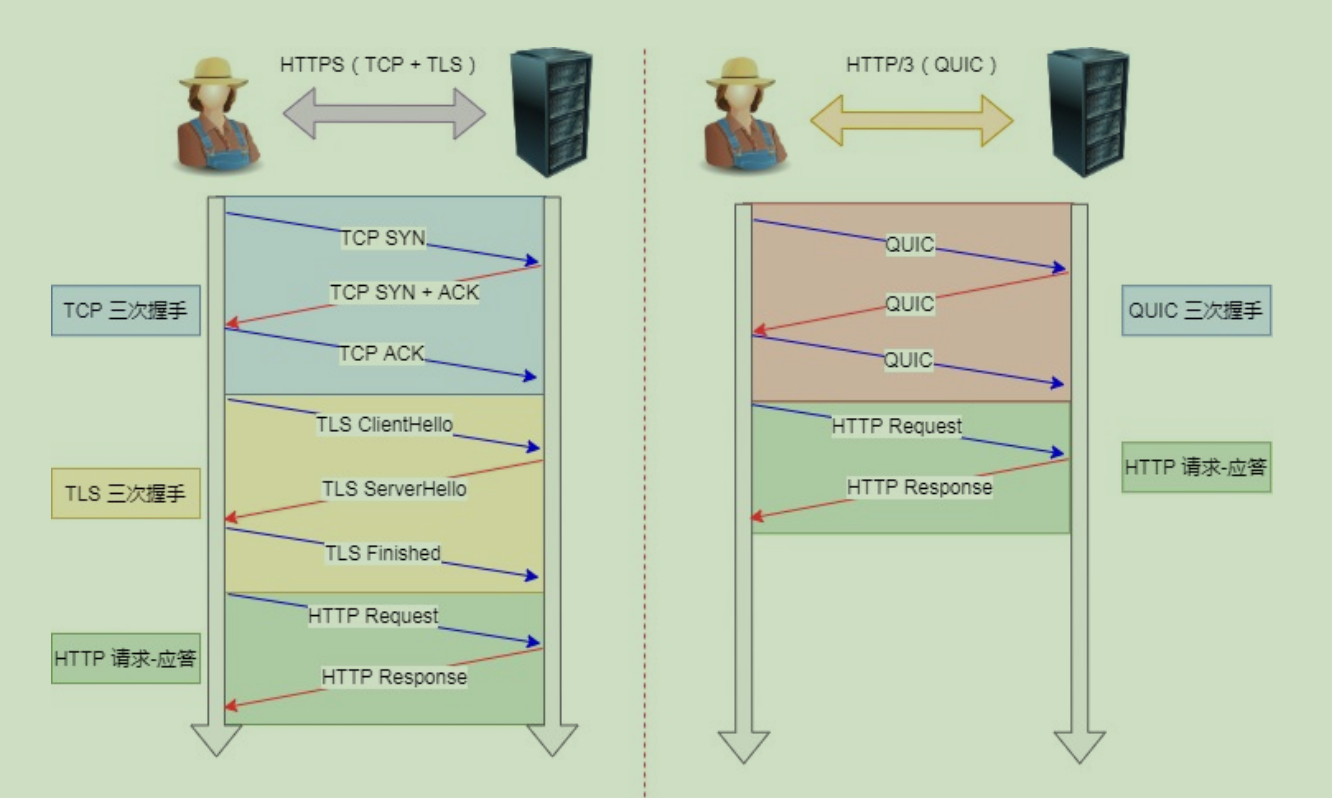 HTTPS ( TCP + TLS )
TCP SYN
TCP SYN + ACK
TCP 三次握手
TCP ACK
TLS ClientHello
TLS ServerHello
TLS 三次握手
TLS Finished
HTTP Request
HTTP 请求-应答
HTTP Response
HTTP/3 ( QUIC )
QUIC
QUIC
QUIC 三次握手
QUIC
HTTP Request
HTTP 请求-应答
HTTP Response